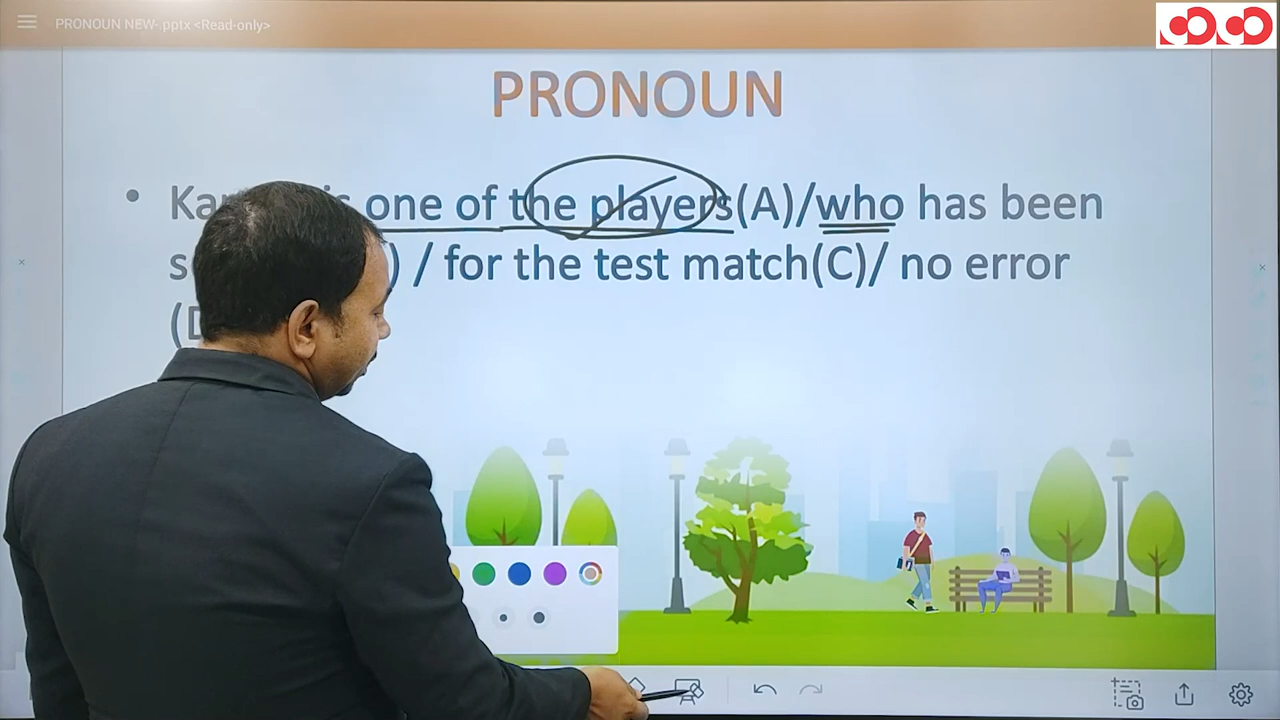 PRONOUN NEW-.pptx <Read-only>
PRONOUN
is one of the players(A)/who has been
) / for the test match(C)/ no error